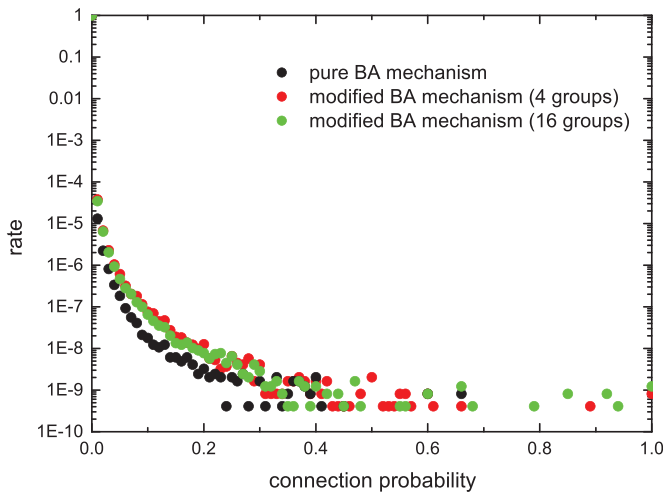 1
0.1
0.01
1E-3
1E-4
1E-5
1E-6
1E-7
1E-8
1E-9
1E-10
rate
pure BA mechanism
modified BA mechanism (4 groups)
modified BA mechanism (16 groups)
0.0 0.2 0.4 0.6 0.8 1.0
connection probability